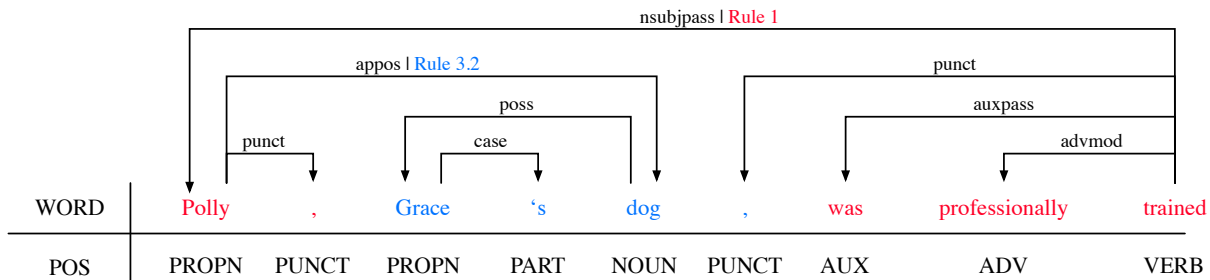 nsubjpass | Rule 1
appos | Rule 3.2 punct
poss auxpass
punct case advmod
WORD Polly , Grace ‘s dog , was professionally trained
POS PROPN PUNCT PROPN PART NOUN PUNCT AUX ADV VERB